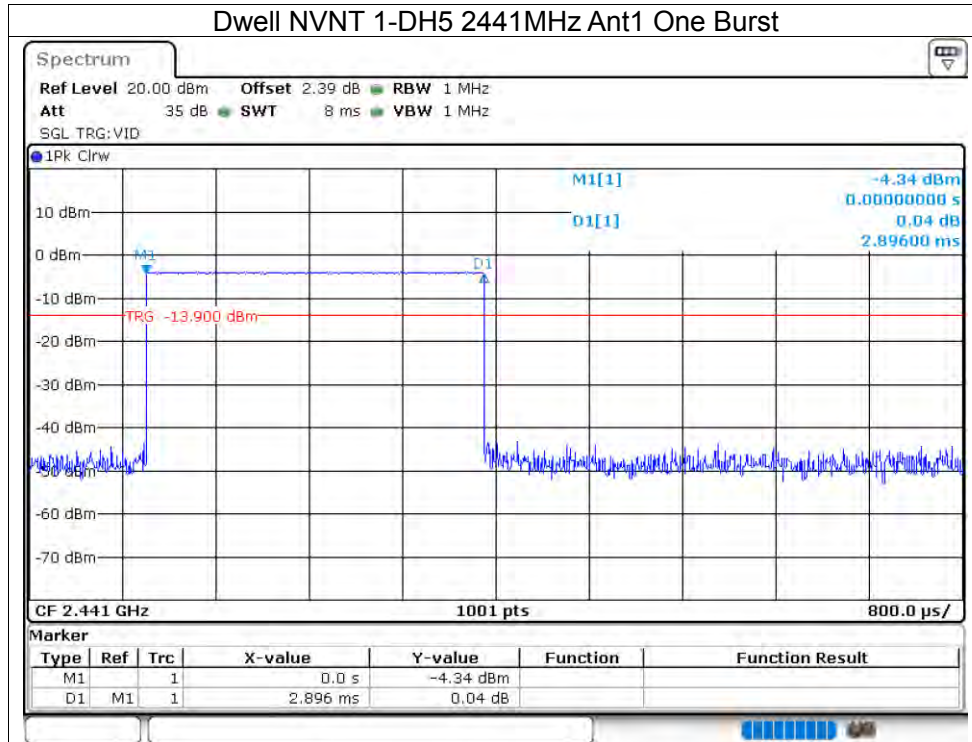 Dwell NVNT 1-DH5 2441MHz Ant1 One Burst
Spectrum
Ref Level 20.00 dBm Offset 2.39 dB RBW 1 MHz
Att 35 dB SWT 8 ms VBW 1 MHz
SGL TRG:VID
1Pk Clrw
M1[1] -4.34 dBm
0.00000000 s
10 dBm
D1[1] 0.04 dB
2.89600 ms
0 dBm
M1
D1
-10 dBm
TRG -13.900 dBm
-20 dBm
-30 dBm
-40 dBm
-50 dBm
-60 dBm
-70 dBm
CF 2.441 GHz 1001 pts 800.0 µs/
Marker
Type Ref Trc X-value Y-value Function Function Result
M1 1 0.0 s -4.34 dBm
D1 M1 1 2.896 ms 0.04 dB